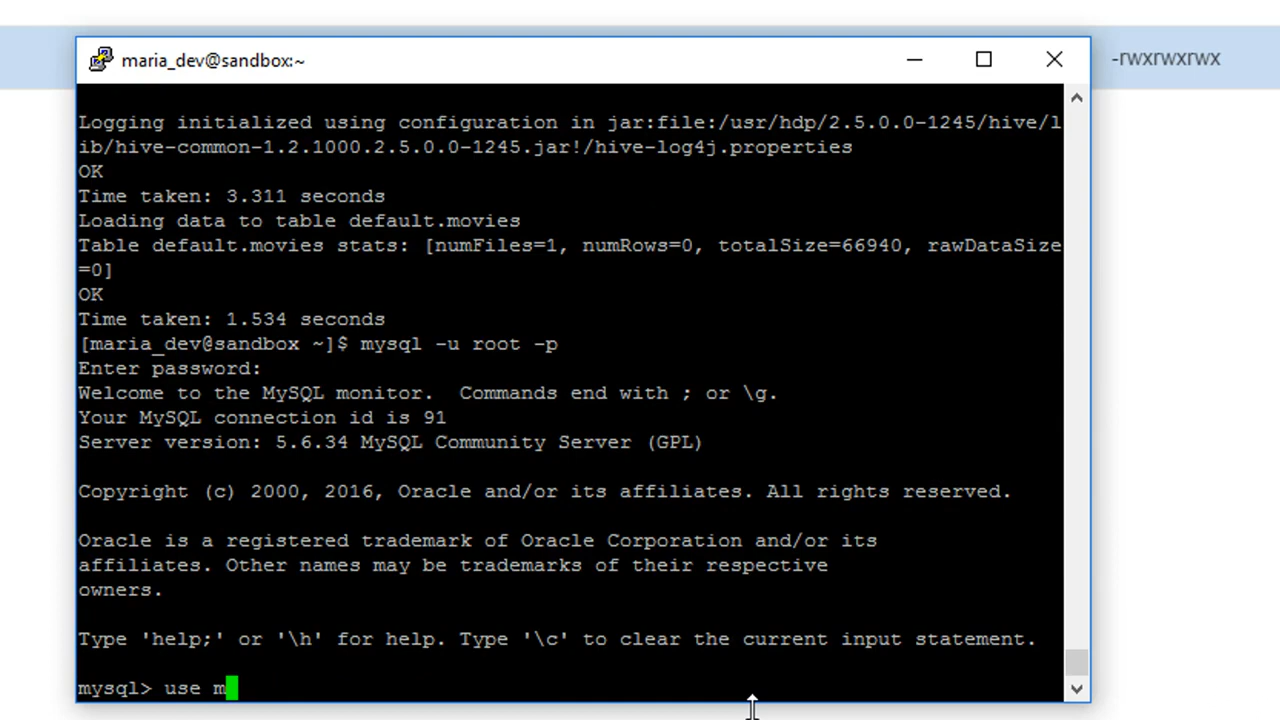 maria_dev@sandbox:~
-rwxrwxrwx
Logging initialized using configuration in jar:file:/usr/hdp/2.5.0.0-1245/hive/l
ib/hive-common-1.2.1000.2.5.0.0-1245.jar!/hive-log4j.properties
OK
Time taken: 3.311 seconds
Loading data to table default.movies
Table default.movies stats: [numFiles=1, numRows=0, totalSize=66940, rawDataSize
=0]
OK
Time taken: 1.534 seconds
[maria_dev@sandbox ~]$ mysql -u root -p
Enter password:
Welcome to the MySQL monitor.  Commands end with ; or \g.
Your MySQL connection id is 91
Server version: 5.6.34 MySQL Community Server (GPL)
Copyright (c) 2000, 2016, Oracle and/or its affiliates. All rights reserved.
Oracle is a registered trademark of Oracle Corporation and/or its
affiliates. Other names may be trademarks of their respective
owners.
Type 'help;' or '\h' for help. Type '\c' to clear the current input statement.
mysql> use m